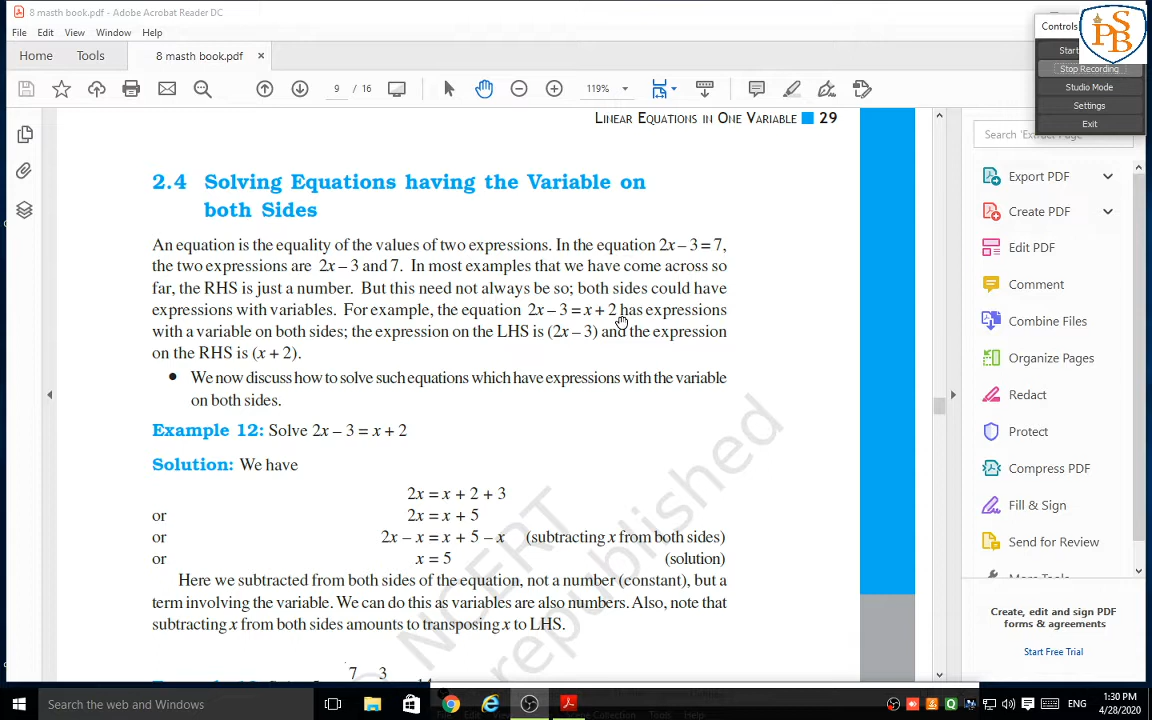 8 masth book.pdf - Adobe Acrobat Reader DC
File Edit View Window Help
Controls
PSB
Home Tools 8 masth book.pdf ×
Start
Stop Recording
Studio Mode
Settings
Exit
9 / 16 119%
LINEAR EQUATIONS IN ONE VARIABLE 29
2.4 Solving Equations having the Variable on
both Sides
An equation is the equality of the values of two expressions. In the equation 2x – 3 = 7,
the two expressions are 2x – 3 and 7. In most examples that we have come across so
far, the RHS is just a number. But this need not always be so; both sides could have
expressions with variables. For example, the equation 2x – 3 = x + 2 has expressions
with a variable on both sides; the expression on the LHS is (2x – 3) and the expression
on the RHS is (x + 2).
• We now discuss how to solve such equations which have expressions with the variable
on both sides.
Example 12: Solve 2x – 3 = x + 2
Solution: We have
2x = x + 2 + 3
or 2x = x + 5
or 2x – x = x + 5 – x (subtracting x from both sides)
or x = 5 (solution)
Here we subtracted from both sides of the equation, not a number (constant), but a
term involving the variable. We can do this as variables are also numbers. Also, note that
subtracting x from both sides amounts to transposing x to LHS.
7 3
14
NCERT
republished
Export PDF
Create PDF
Edit PDF
Comment
Combine Files
Organize Pages
Redact
Protect
Compress PDF
Fill & Sign
Send for Review
More Tools
Create, edit and sign PDF
forms & agreements
Start Free Trial
Search the web and Windows
ENG
1:30 PM
4/28/2020